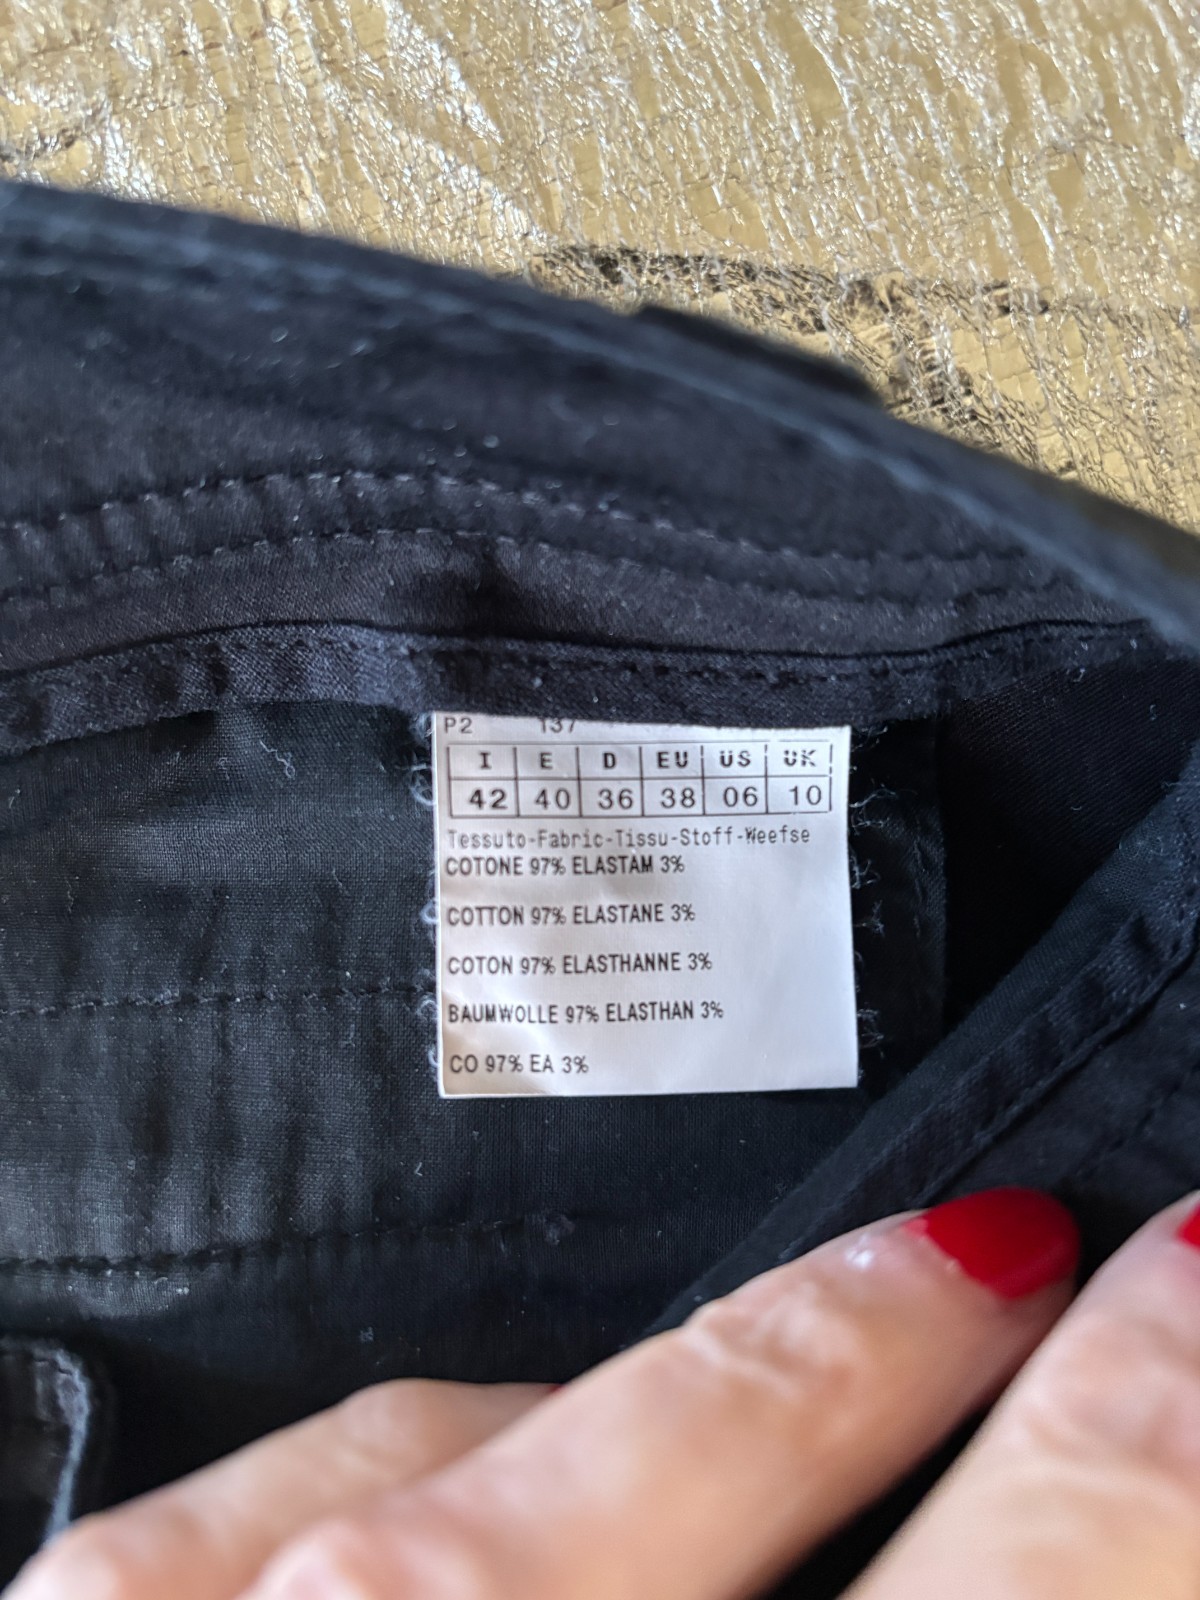 P2 137
I E D EU US UK
42 40 36 38 06 10
Tessuto-Fabric-Tissu-Stoff-Weefse
COTONE 97% ELASTAM 3%
COTTON 97% ELASTANE 3%
COTON 97% ELASTHANNE 3%
BAUMWOLLE 97% ELASTHAN 3%
CO 97% EA 3%